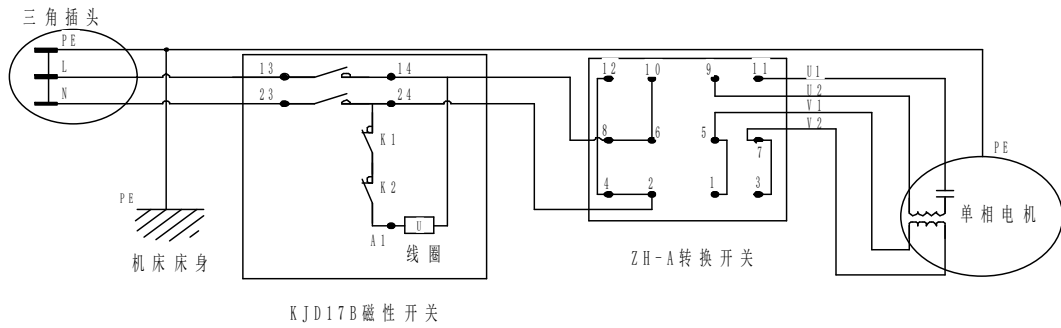 三角插头
PE
L
N
13
14
23
24
K1
K2
A1
U
线圈
PE
机床床身
KJD17B磁性开关
12
10
9
11
8
6
5
7
4
2
1
3
ZH-A转换开关
U1
U2
V1
V2
PE
单相电机